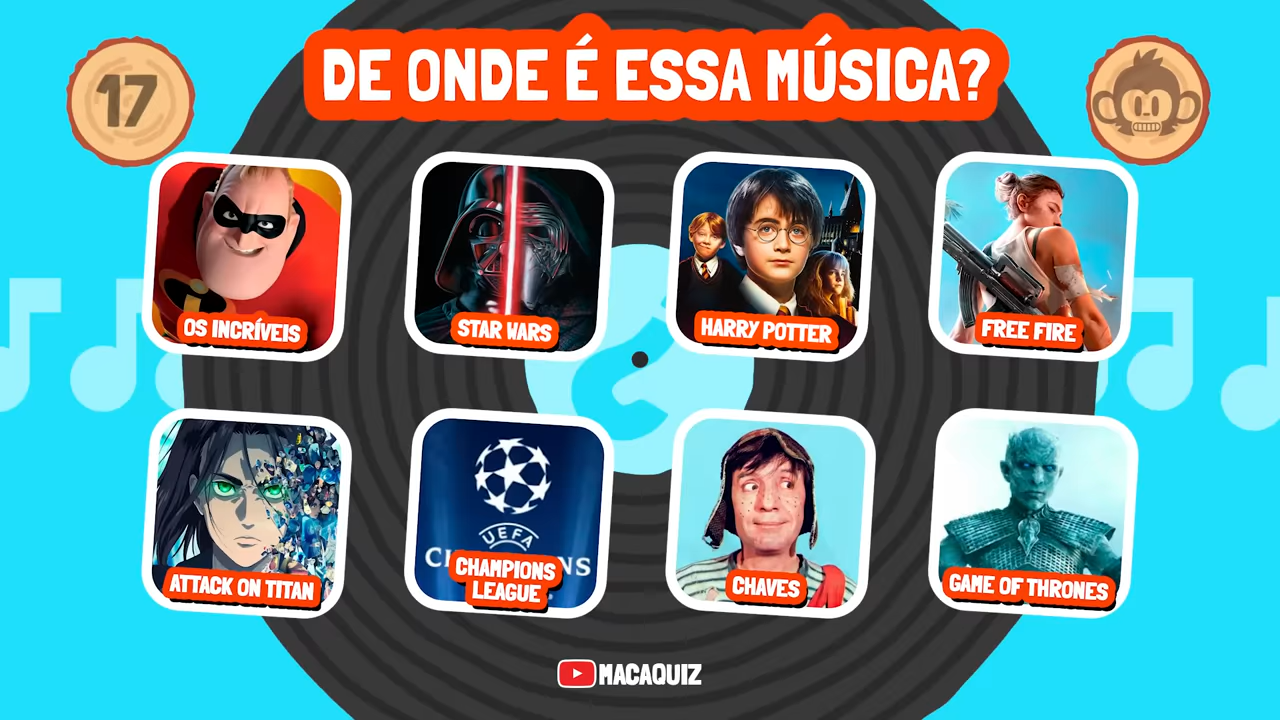 17
DE ONDE É ESSA MÚSICA?
OS INCRÍVEIS
STAR WARS
HARRY POTTER
FREE FIRE
ATTACK ON TITAN
UEFA
CHAMPIONS
LEAGUE
CHAVES
GAME OF THRONES
MACAQUIZ